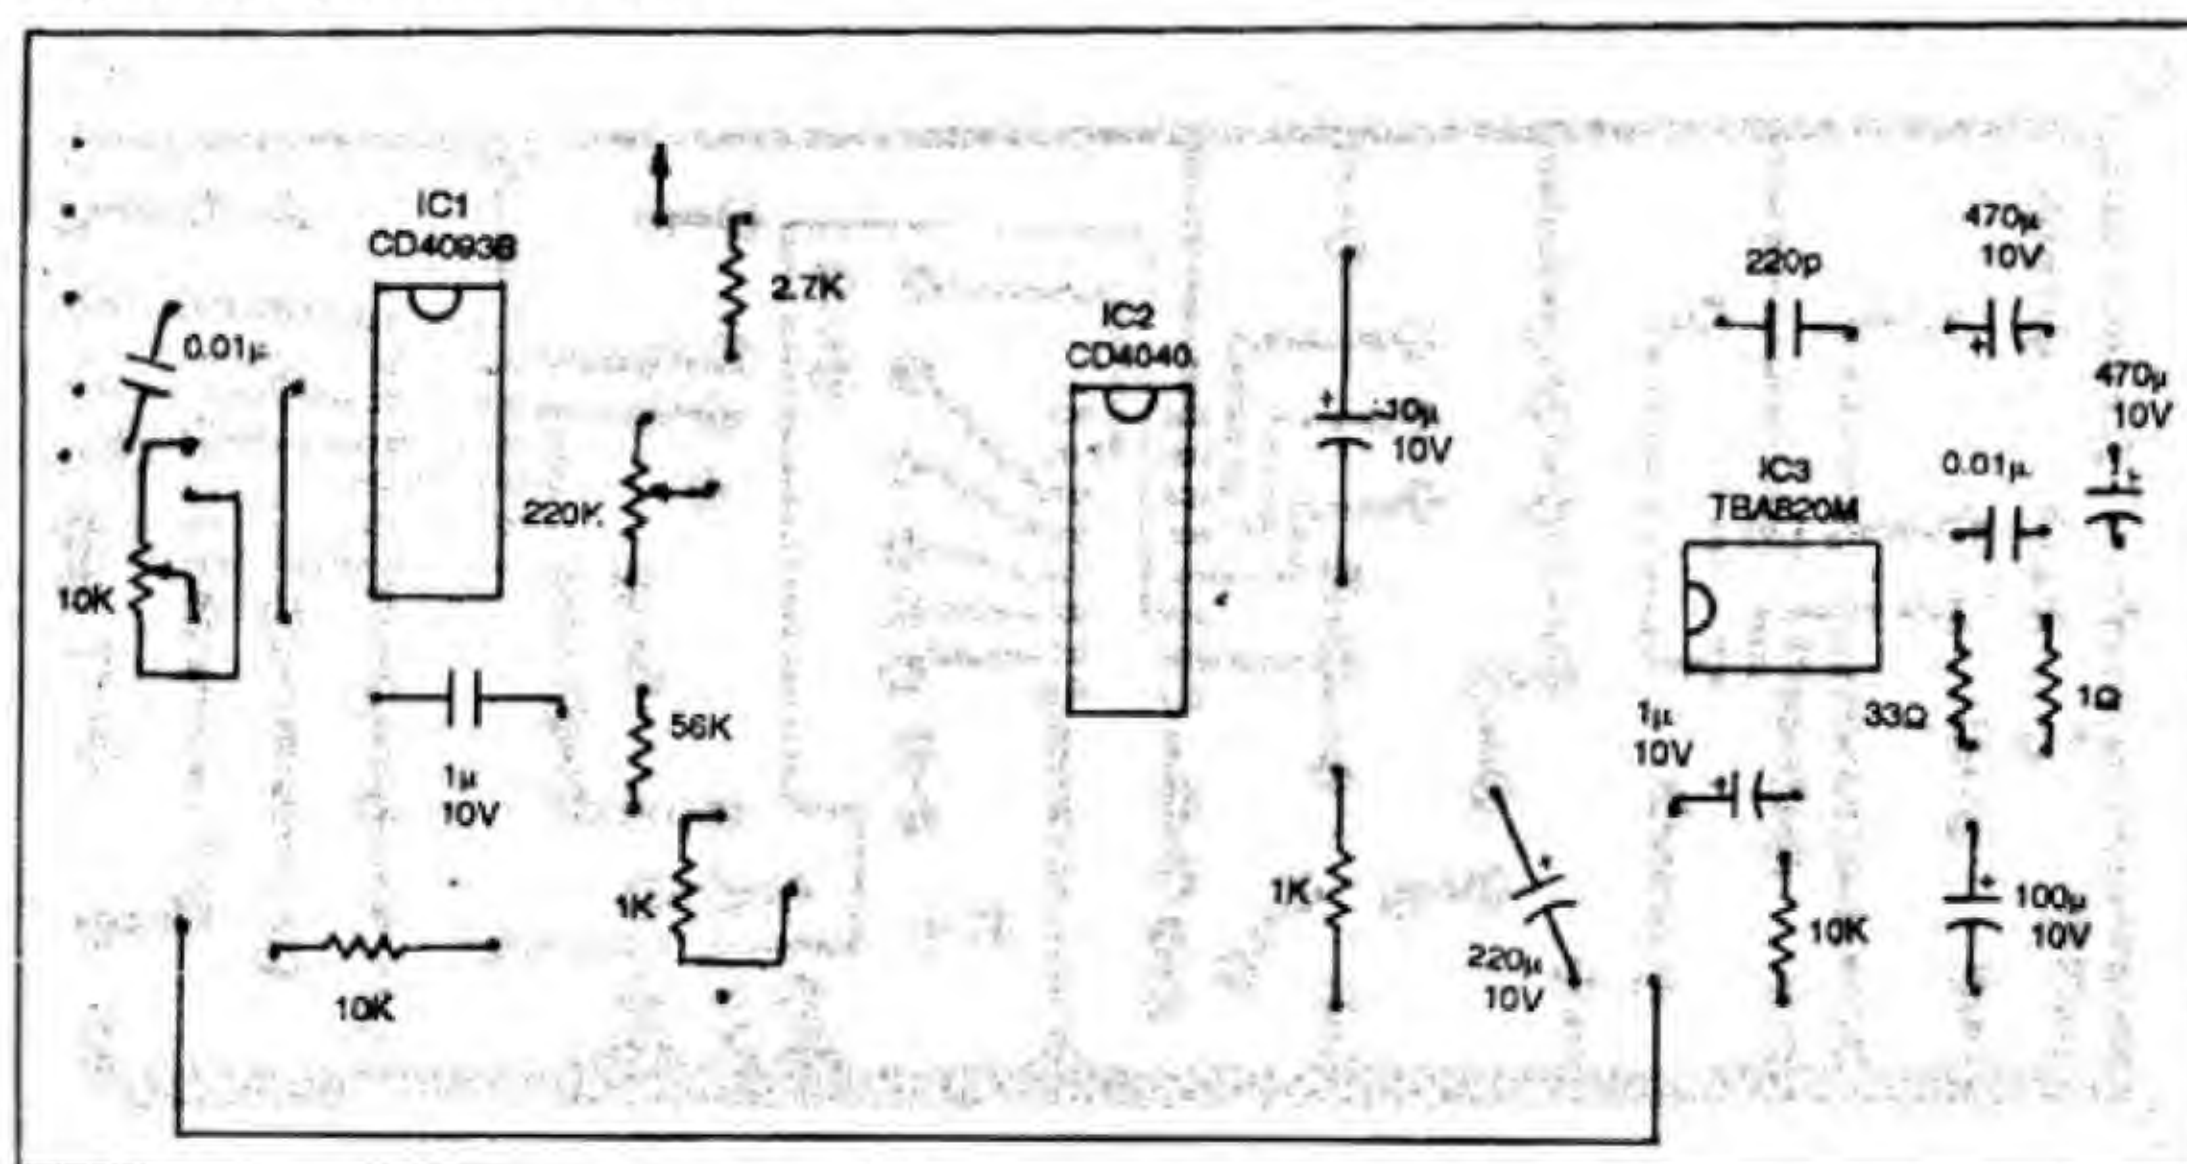 IC1
CD4093B
0.01µ
10K
2.7K
220K
1µ
10V
56K
1K
10K
IC2
CD4040
10µ
10V
1K
220µ
10V
220p
470µ
10V
470µ
10V
IC3
TBA820M
0.01µ
1µ
10V
33Ω
1Ω
10K
100µ
10V